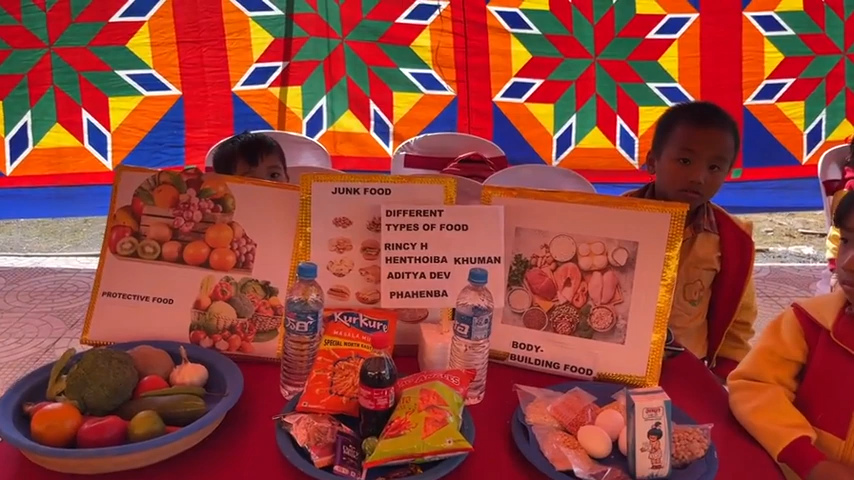 JUNK FOOD
DIFFERENT
TYPES OF FOOD
RINCY H
HENTHOIBA KHUMAN
ADITYA DEV
PHAHENBA
PROTECTIVE FOOD
BODY-
BUILDING FOOD
KurKure
MASALA